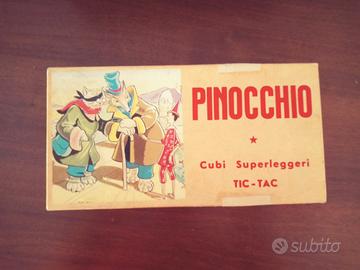 PINOCCHIO
Cubi Superleggeri
TIC-TAC
subito